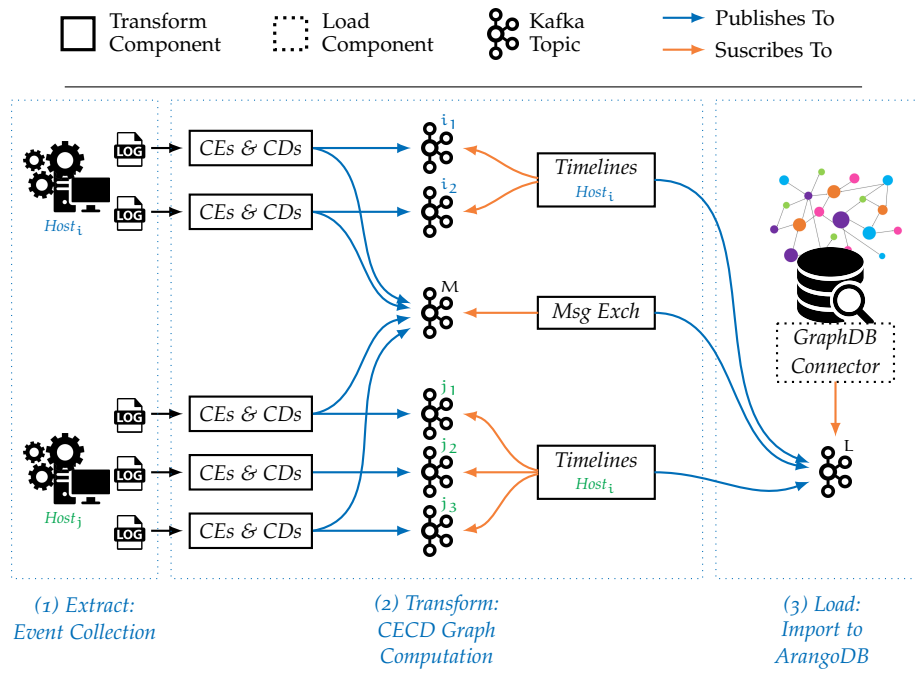 Transform
Component
Load
Component
Kafka
Topic
Publishes To
Suscribes To
LOG
CEs & CDs
i1
Timelines
Hosti
LOG
CEs & CDs
i2
Hosti
M
Msg Exch
GraphDB
Connector
LOG
CEs & CDs
j1
LOG
CEs & CDs
j2
Timelines
Hosti
L
Hostj
LOG
CEs & CDs
j3
(1) Extract:
Event Collection
(2) Transform:
CECD Graph
Computation
(3) Load:
Import to
ArangoDB